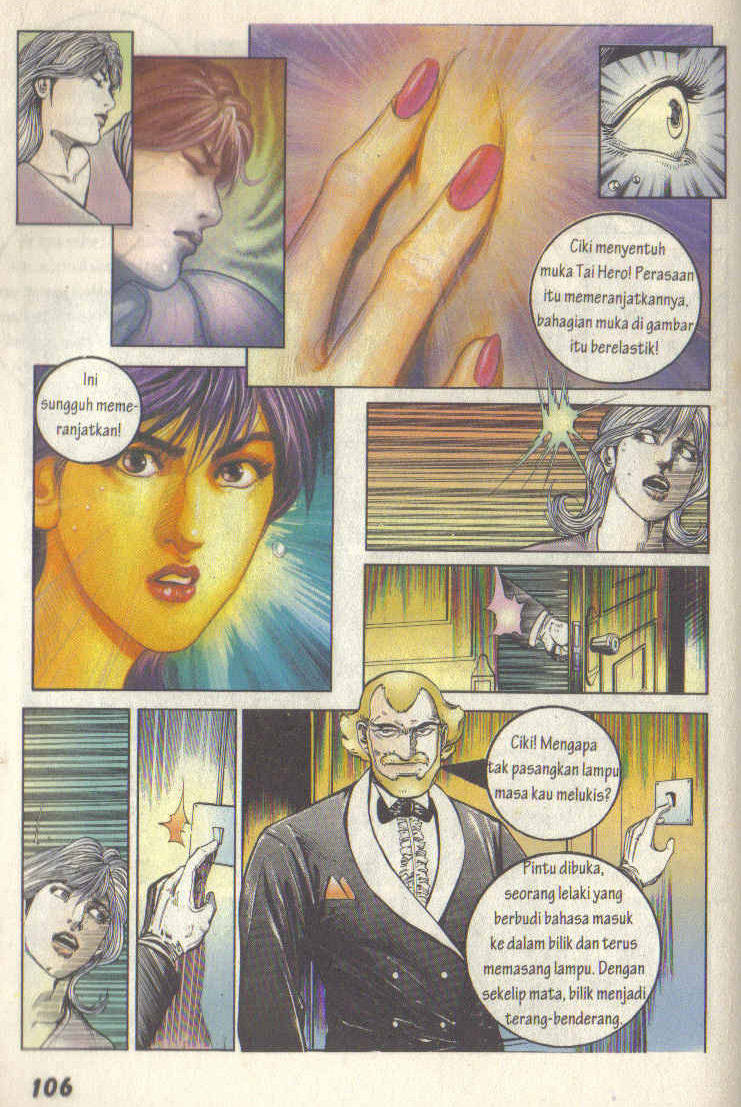 Ciki menyentuh
muka Tai Hero! Perasaan
itu memeranjatkannya,
bahagian muka di gambar
itu berelastik!
Ini
sungguh meme-
ranjatkan!
Ciki! Mengapa
tak pasangkan lampu
masa kau melukis?
Pintu dibuka,
seorang lelaki yang
berbudi bahasa masuk
ke dalam bilik dan terus
memasang lampu. Dengan
sekelip mata, bilik menjadi
terang-benderang.
106